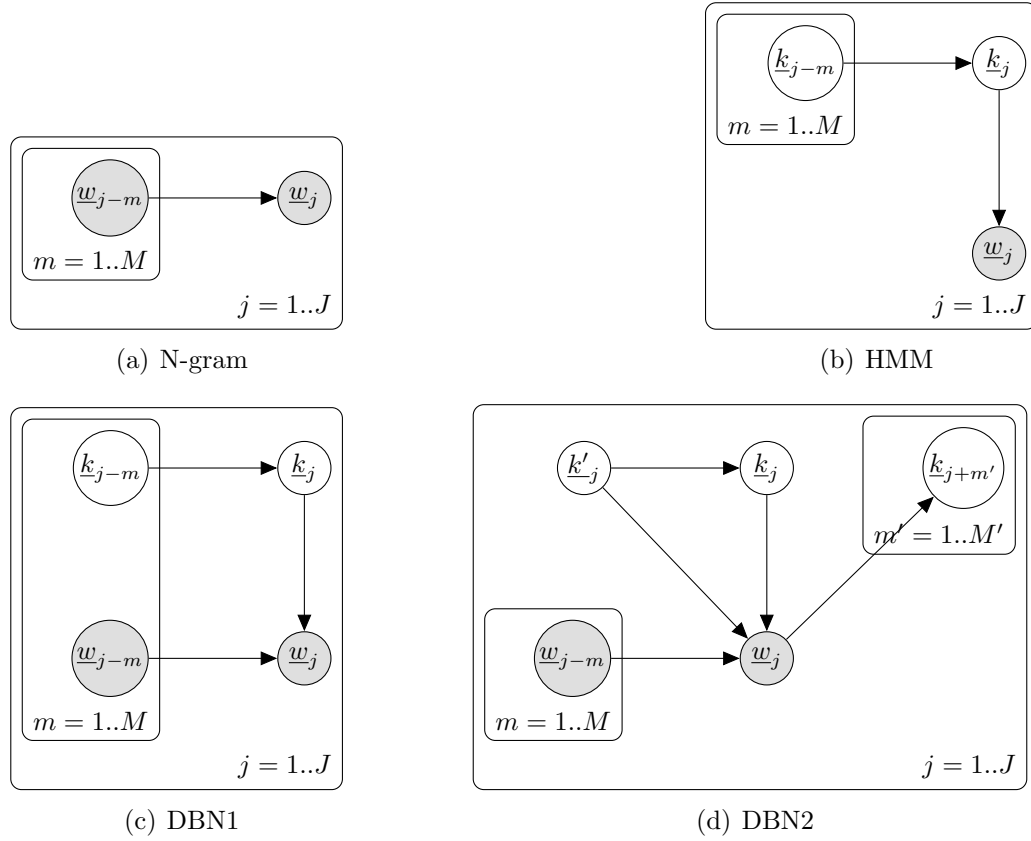 w_{j−m} w_j
m = 1..M
j = 1..J
(a) N-gram
k_{j−m} k_j
m = 1..M
w_j
j = 1..J
(b) HMM
k_{j−m} k_j
w_{j−m} w_j
m = 1..M
j = 1..J
(c) DBN1
k'_j k_j k_{j+m'}
m' = 1..M'
w_{j−m} w_j
m = 1..M
j = 1..J
(d) DBN2